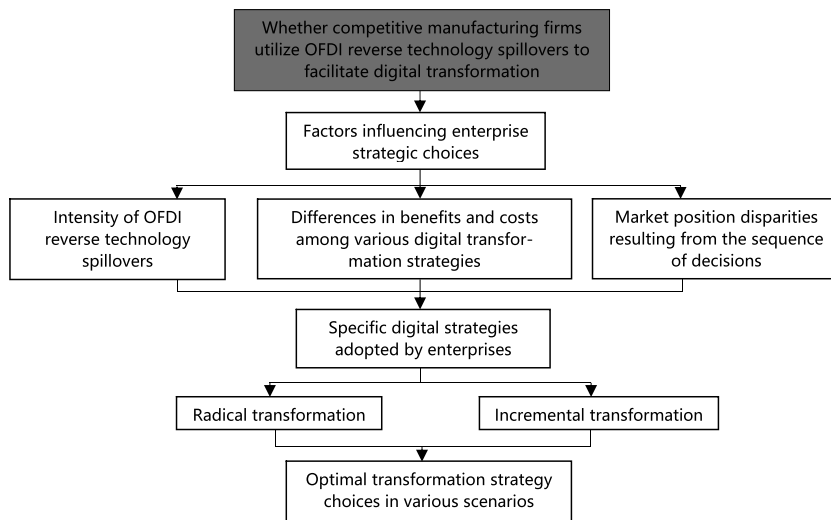 Whether competitive manufacturing firms
utilize OFDI reverse technology spillovers to
facilitate digital transformation
Factors influencing enterprise
strategic choices
Intensity of OFDI
reverse technology
spillovers
Differences in benefits and costs
among various digital transfor-
mation strategies
Market position disparities
resulting from the sequence
of decisions
Specific digital strategies
adopted by enterprises
Radical transformation
Incremental transformation
Optimal transformation strategy
choices in various scenarios